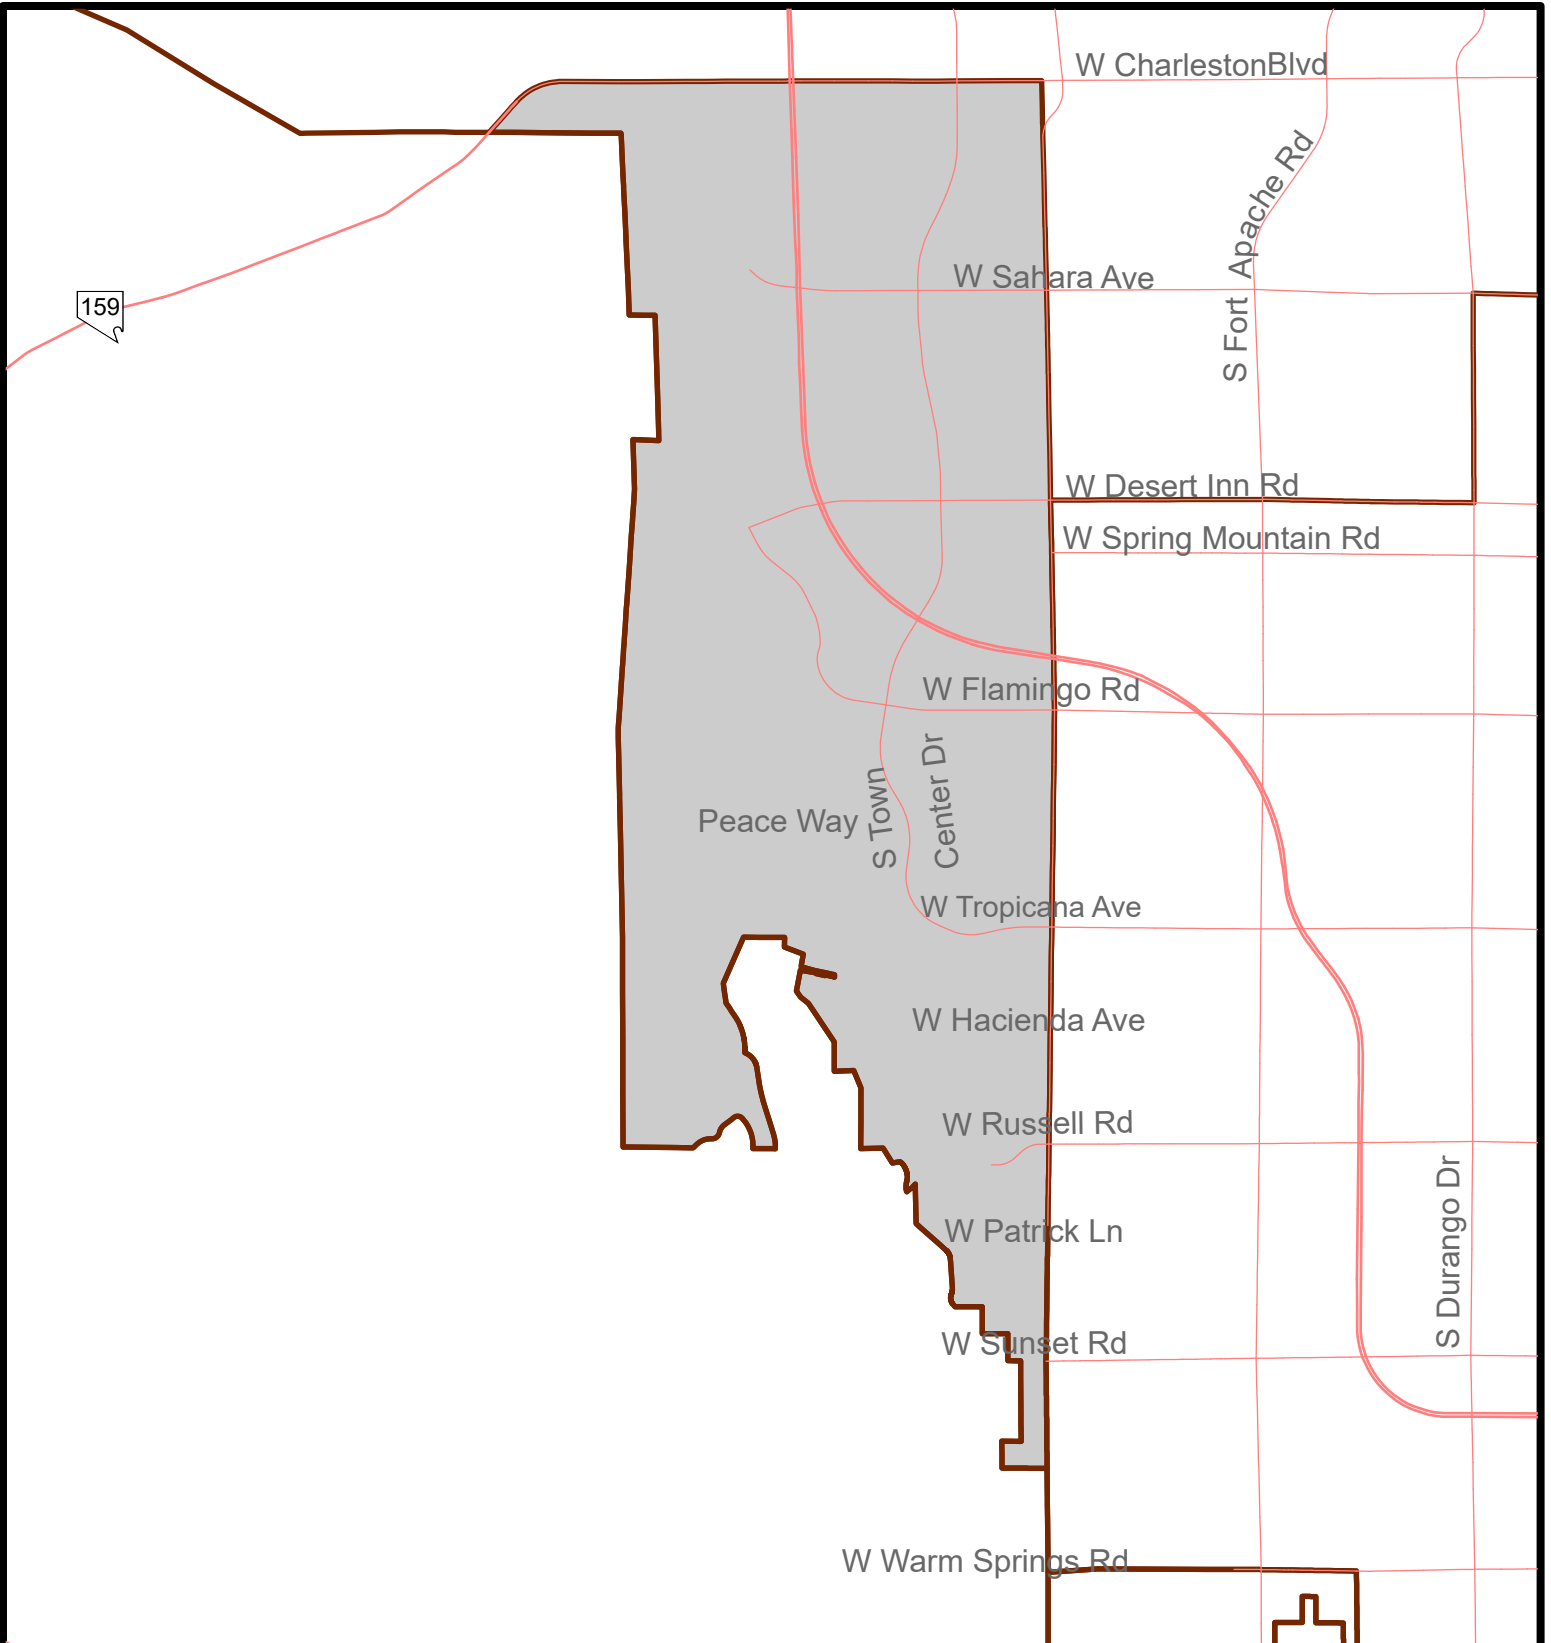 W CharlestonBlvd
S Fort Apache Rd
W Sahara Ave
159
W Desert Inn Rd
W Spring Mountain Rd
W Flamingo Rd
S Town
Center Dr
Peace Way
W Tropicana Ave
W Hacienda Ave
W Russell Rd
S Durango Dr
W Patrick Ln
W Sunset Rd
W Warm Springs Rd